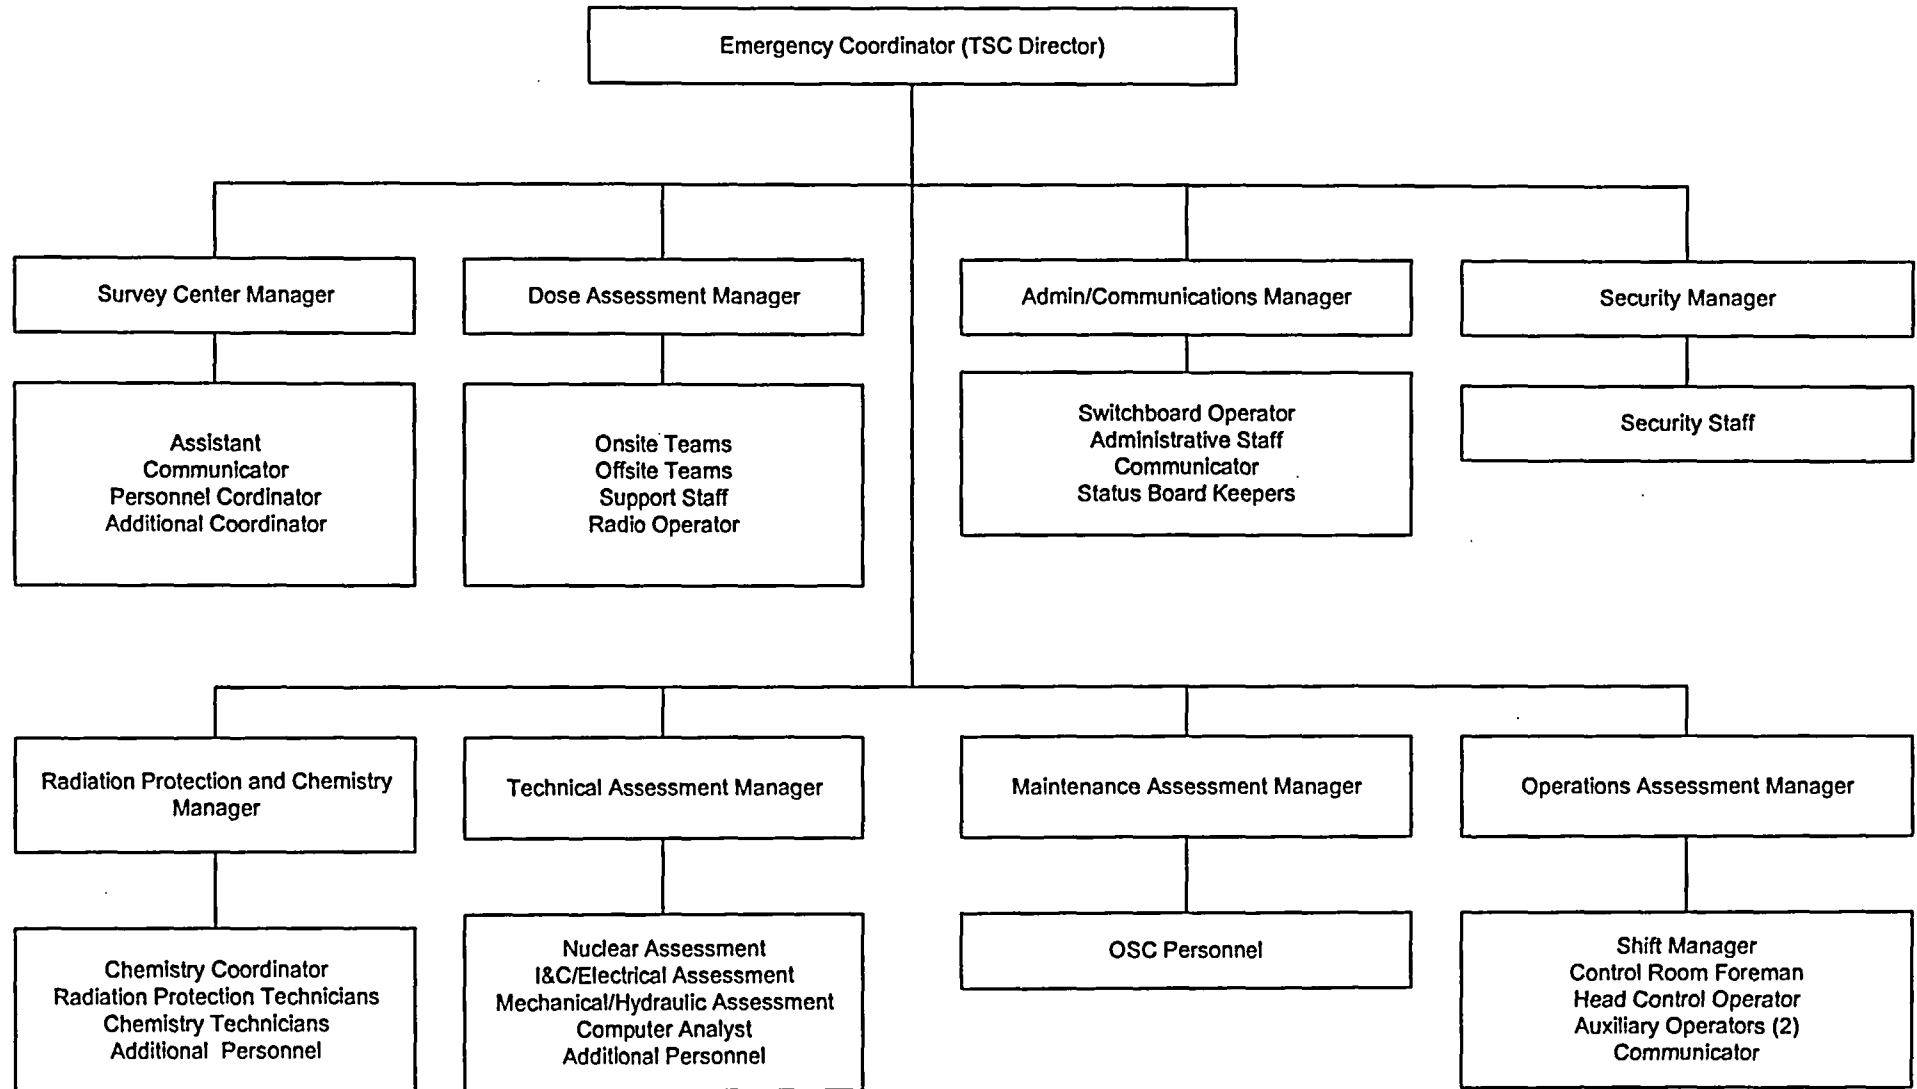 Emergency Coordinator (TSC Director)
Survey Center Manager
Dose Assessment Manager
Admin/Communications Manager
Security Manager
Assistant
Communicator
Personnel Cordinator
Additional Coordinator
Onsite Teams
Offsite Teams
Support Staff
Radio Operator
Switchboard Operator
Administrative Staff
Communicator
Status Board Keepers
Security Staff
Radiation Protection and Chemistry
Manager
Technical Assessment Manager
Maintenance Assessment Manager
Operations Assessment Manager
Chemistry Coordinator
Radiation Protection Technicians
Chemistry Technicians
Additional Personnel
Nuclear Assessment
I&C/Electrical Assessment
Mechanical/Hydraulic Assessment
Computer Analyst
Additional Personnel
OSC Personnel
Shift Manager
Control Room Foreman
Head Control Operator
Auxiliary Operators (2)
Communicator